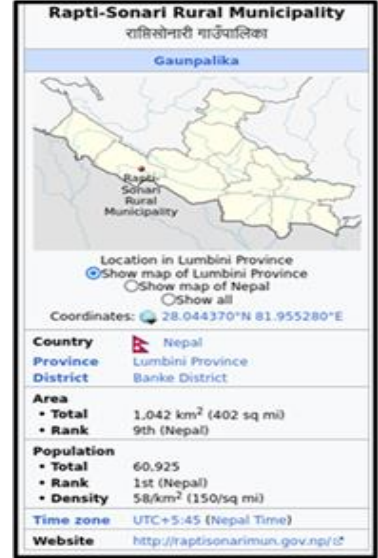 Rapti-Sonari Rural Municipality
राप्तिसोनारी गाउँपालिका
Gaunpalika
Rapti-
Sonari
Rural
Municipality
Location in Lumbini Province
Show map of Lumbini Province
Show map of Nepal
Show all
Coordinates: 28.044370°N 81.955280°E
Country Nepal
Province Lumbini Province
District Banke District
Area
• Total 1,042 km² (402 sq mi)
• Rank 9th (Nepal)
Population
• Total 60,925
• Rank 1st (Nepal)
• Density 58/km² (150/sq mi)
Time zone UTC+5:45 (Nepal Time)
Website http://raptisonarimun.gov.np/